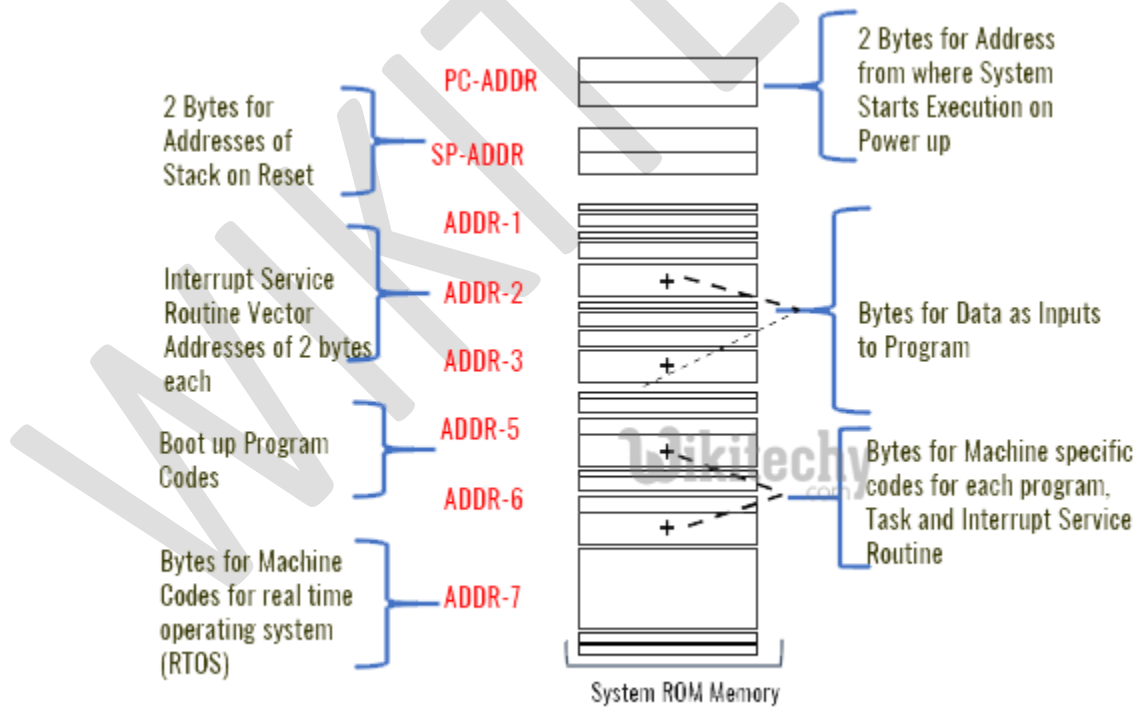 2 Bytes for Address
from where System
Starts Execution on
Power up
PC-ADDR
2 Bytes for
Addresses of
Stack on Reset
SP-ADDR
ADDR-1
Interrupt Service
Routine Vector
Addresses of 2 bytes
each
ADDR-2
ADDR-3
Bytes for Data as Inputs
to Program
Boot up Program
Codes
ADDR-5
ADDR-6
Wikitechy
.com
Bytes for Machine specific
codes for each program,
Task and Interrupt Service
Routine
Bytes for Machine
Codes for real time
operating system
(RTOS)
ADDR-7
System ROM Memory